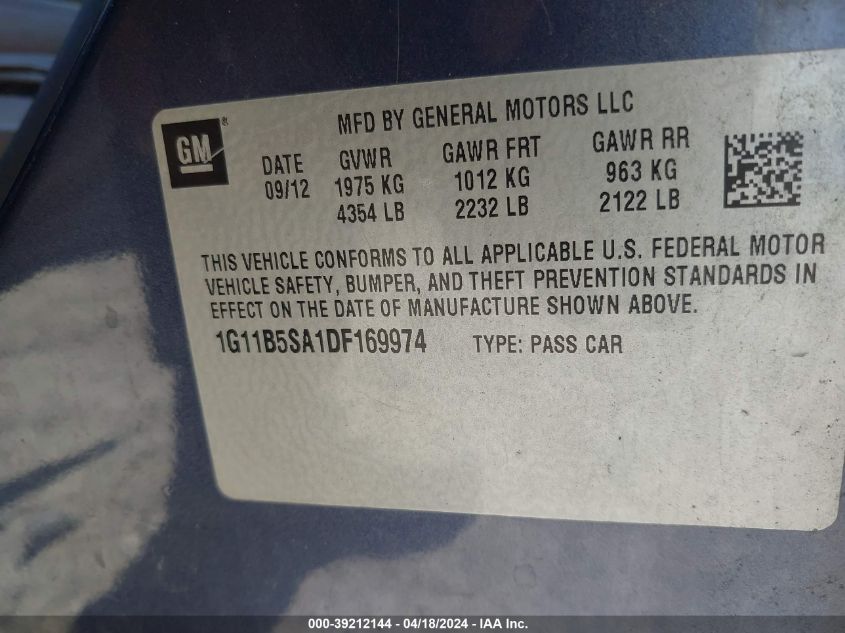 MFD BY GENERAL MOTORS LLC
GM®
DATE GVWR GAWR FRT GAWR RR
09/12 1975 KG 1012 KG 963 KG
4354 LB 2232 LB 2122 LB
THIS VEHICLE CONFORMS TO ALL APPLICABLE U.S. FEDERAL MOTOR
VEHICLE SAFETY, BUMPER, AND THEFT PREVENTION STANDARDS IN
EFFECT ON THE DATE OF MANUFACTURE SHOWN ABOVE.
1G11B5SA1DF169974 TYPE: PASS CAR
000-39212144 - 04/18/2024 - IAA Inc.